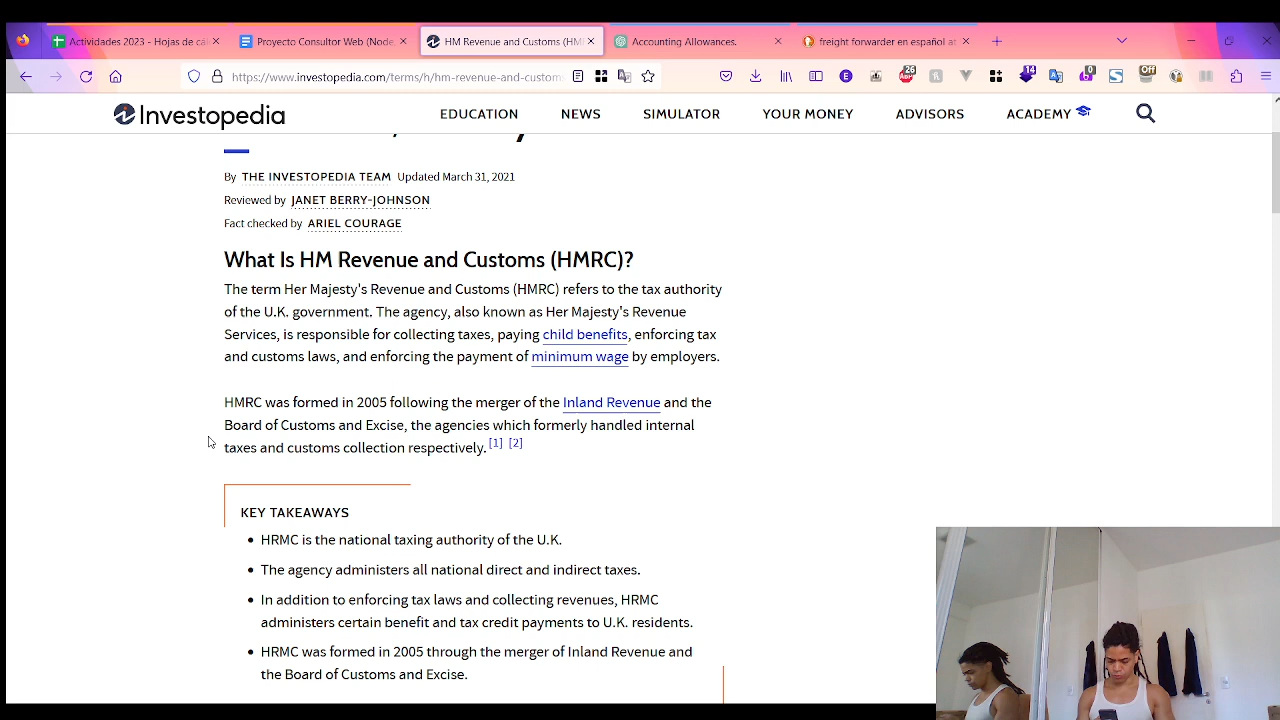 Actividades 2023 - Hojas de cál
Proyecto Consultor Web (Node,
HM Revenue and Customs (HM
Accounting Allowances.
freight forwarder en español at
https://www.investopedia.com/terms/h/hm-revenue-and-custom
E
26
14
0
Off
Investopedia
EDUCATION
NEWS
SIMULATOR
YOUR MONEY
ADVISORS
ACADEMY
By THE INVESTOPEDIA TEAM Updated March 31, 2021
Reviewed by JANET BERRY-JOHNSON
Fact checked by ARIEL COURAGE
What Is HM Revenue and Customs (HMRC)?
The term Her Majesty's Revenue and Customs (HMRC) refers to the tax authority
of the U.K. government. The agency, also known as Her Majesty's Revenue
Services, is responsible for collecting taxes, paying child benefits, enforcing tax
and customs laws, and enforcing the payment of minimum wage by employers.
HMRC was formed in 2005 following the merger of the Inland Revenue and the
Board of Customs and Excise, the agencies which formerly handled internal
taxes and customs collection respectively. [1] [2]
KEY TAKEAWAYS
• HRMC is the national taxing authority of the U.K.
• The agency administers all national direct and indirect taxes.
• In addition to enforcing tax laws and collecting revenues, HRMC
administers certain benefit and tax credit payments to U.K. residents.
• HRMC was formed in 2005 through the merger of Inland Revenue and
the Board of Customs and Excise.